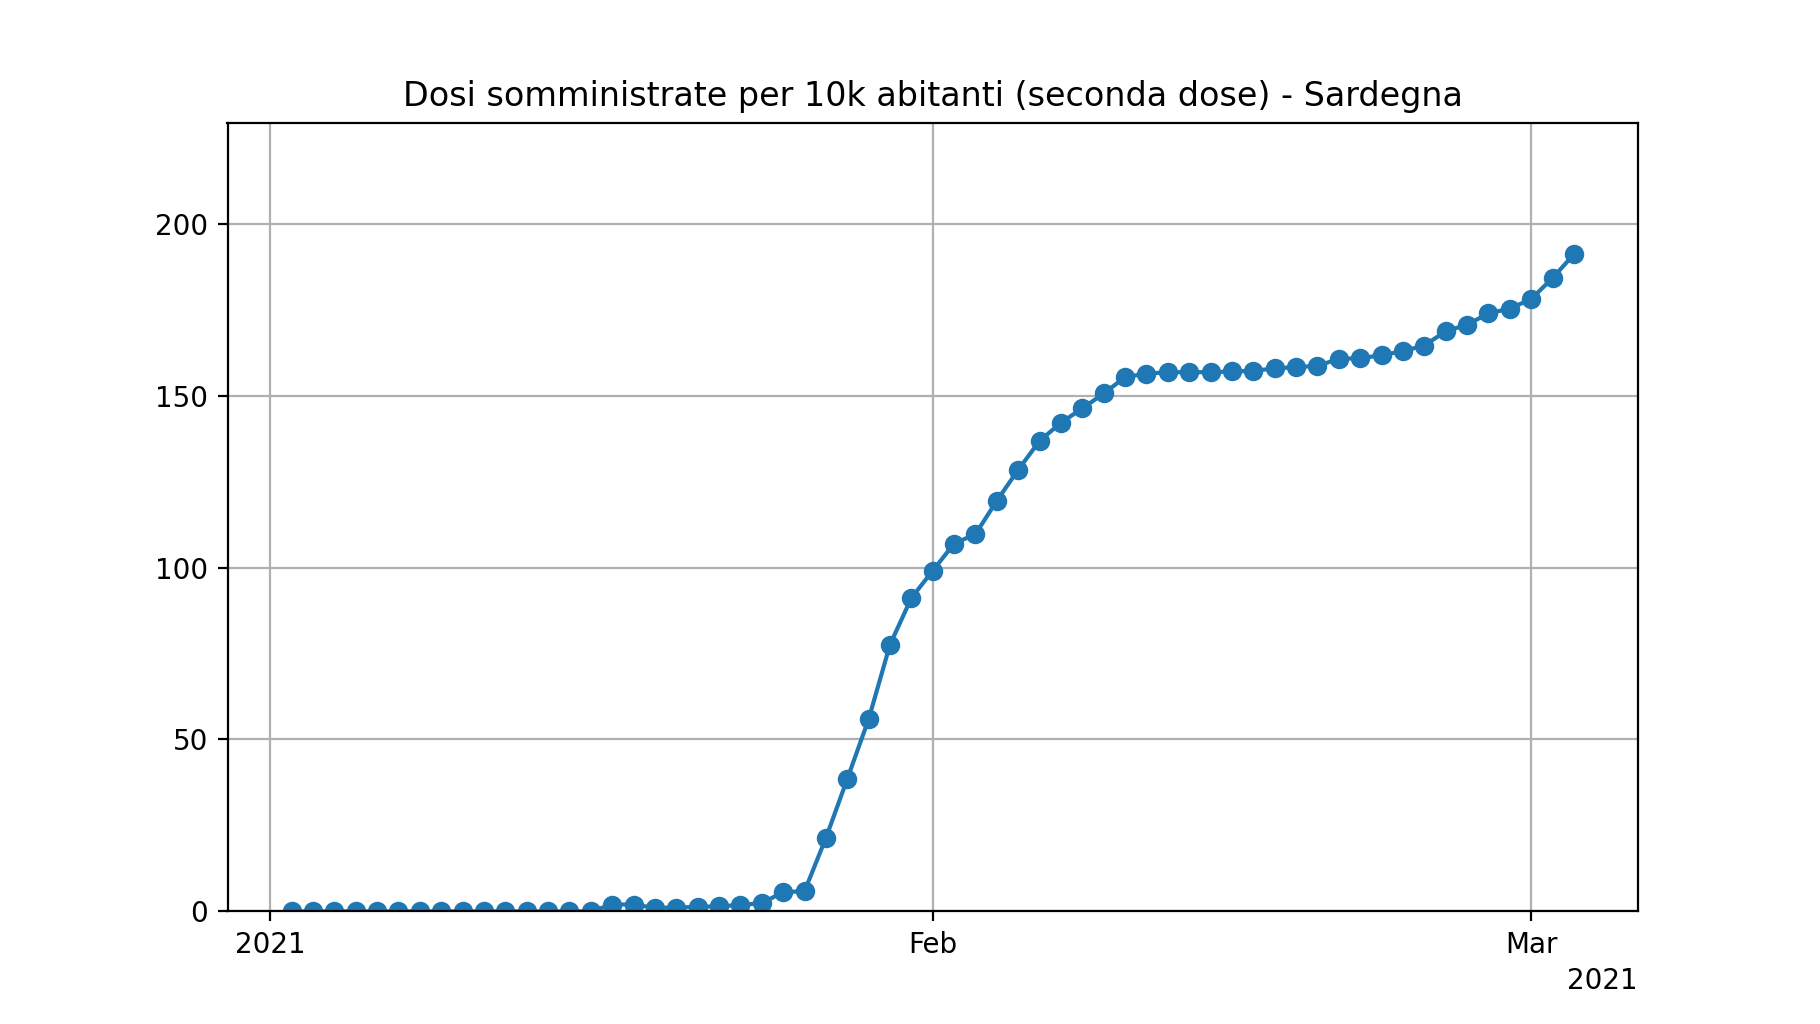 Dosi somministrate per 10k abitanti (seconda dose) - Sardegna
200
150
100
50
0
2021
Feb
Mar
2021